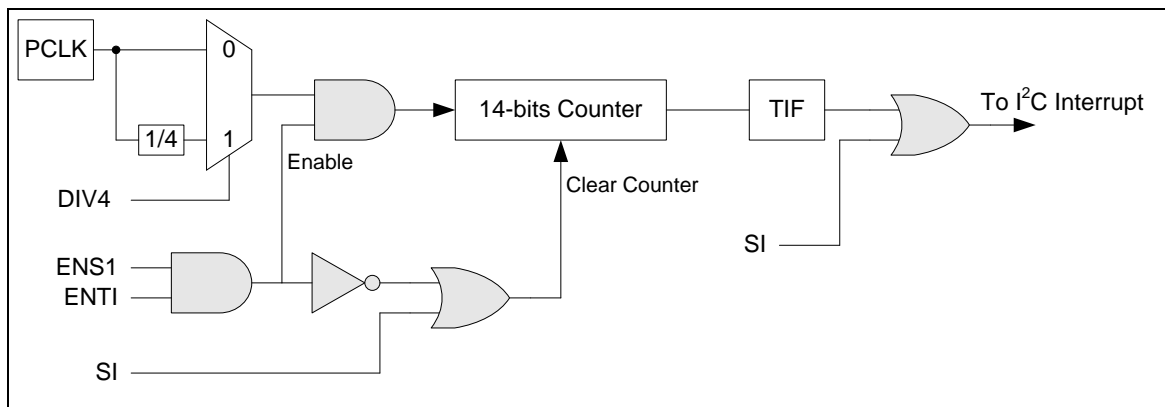 PCLK
0
1/4
1
DIV4
Enable
14-bits Counter
TIF
To I²C Interrupt
Clear Counter
SI
ENS1
ENTI
SI